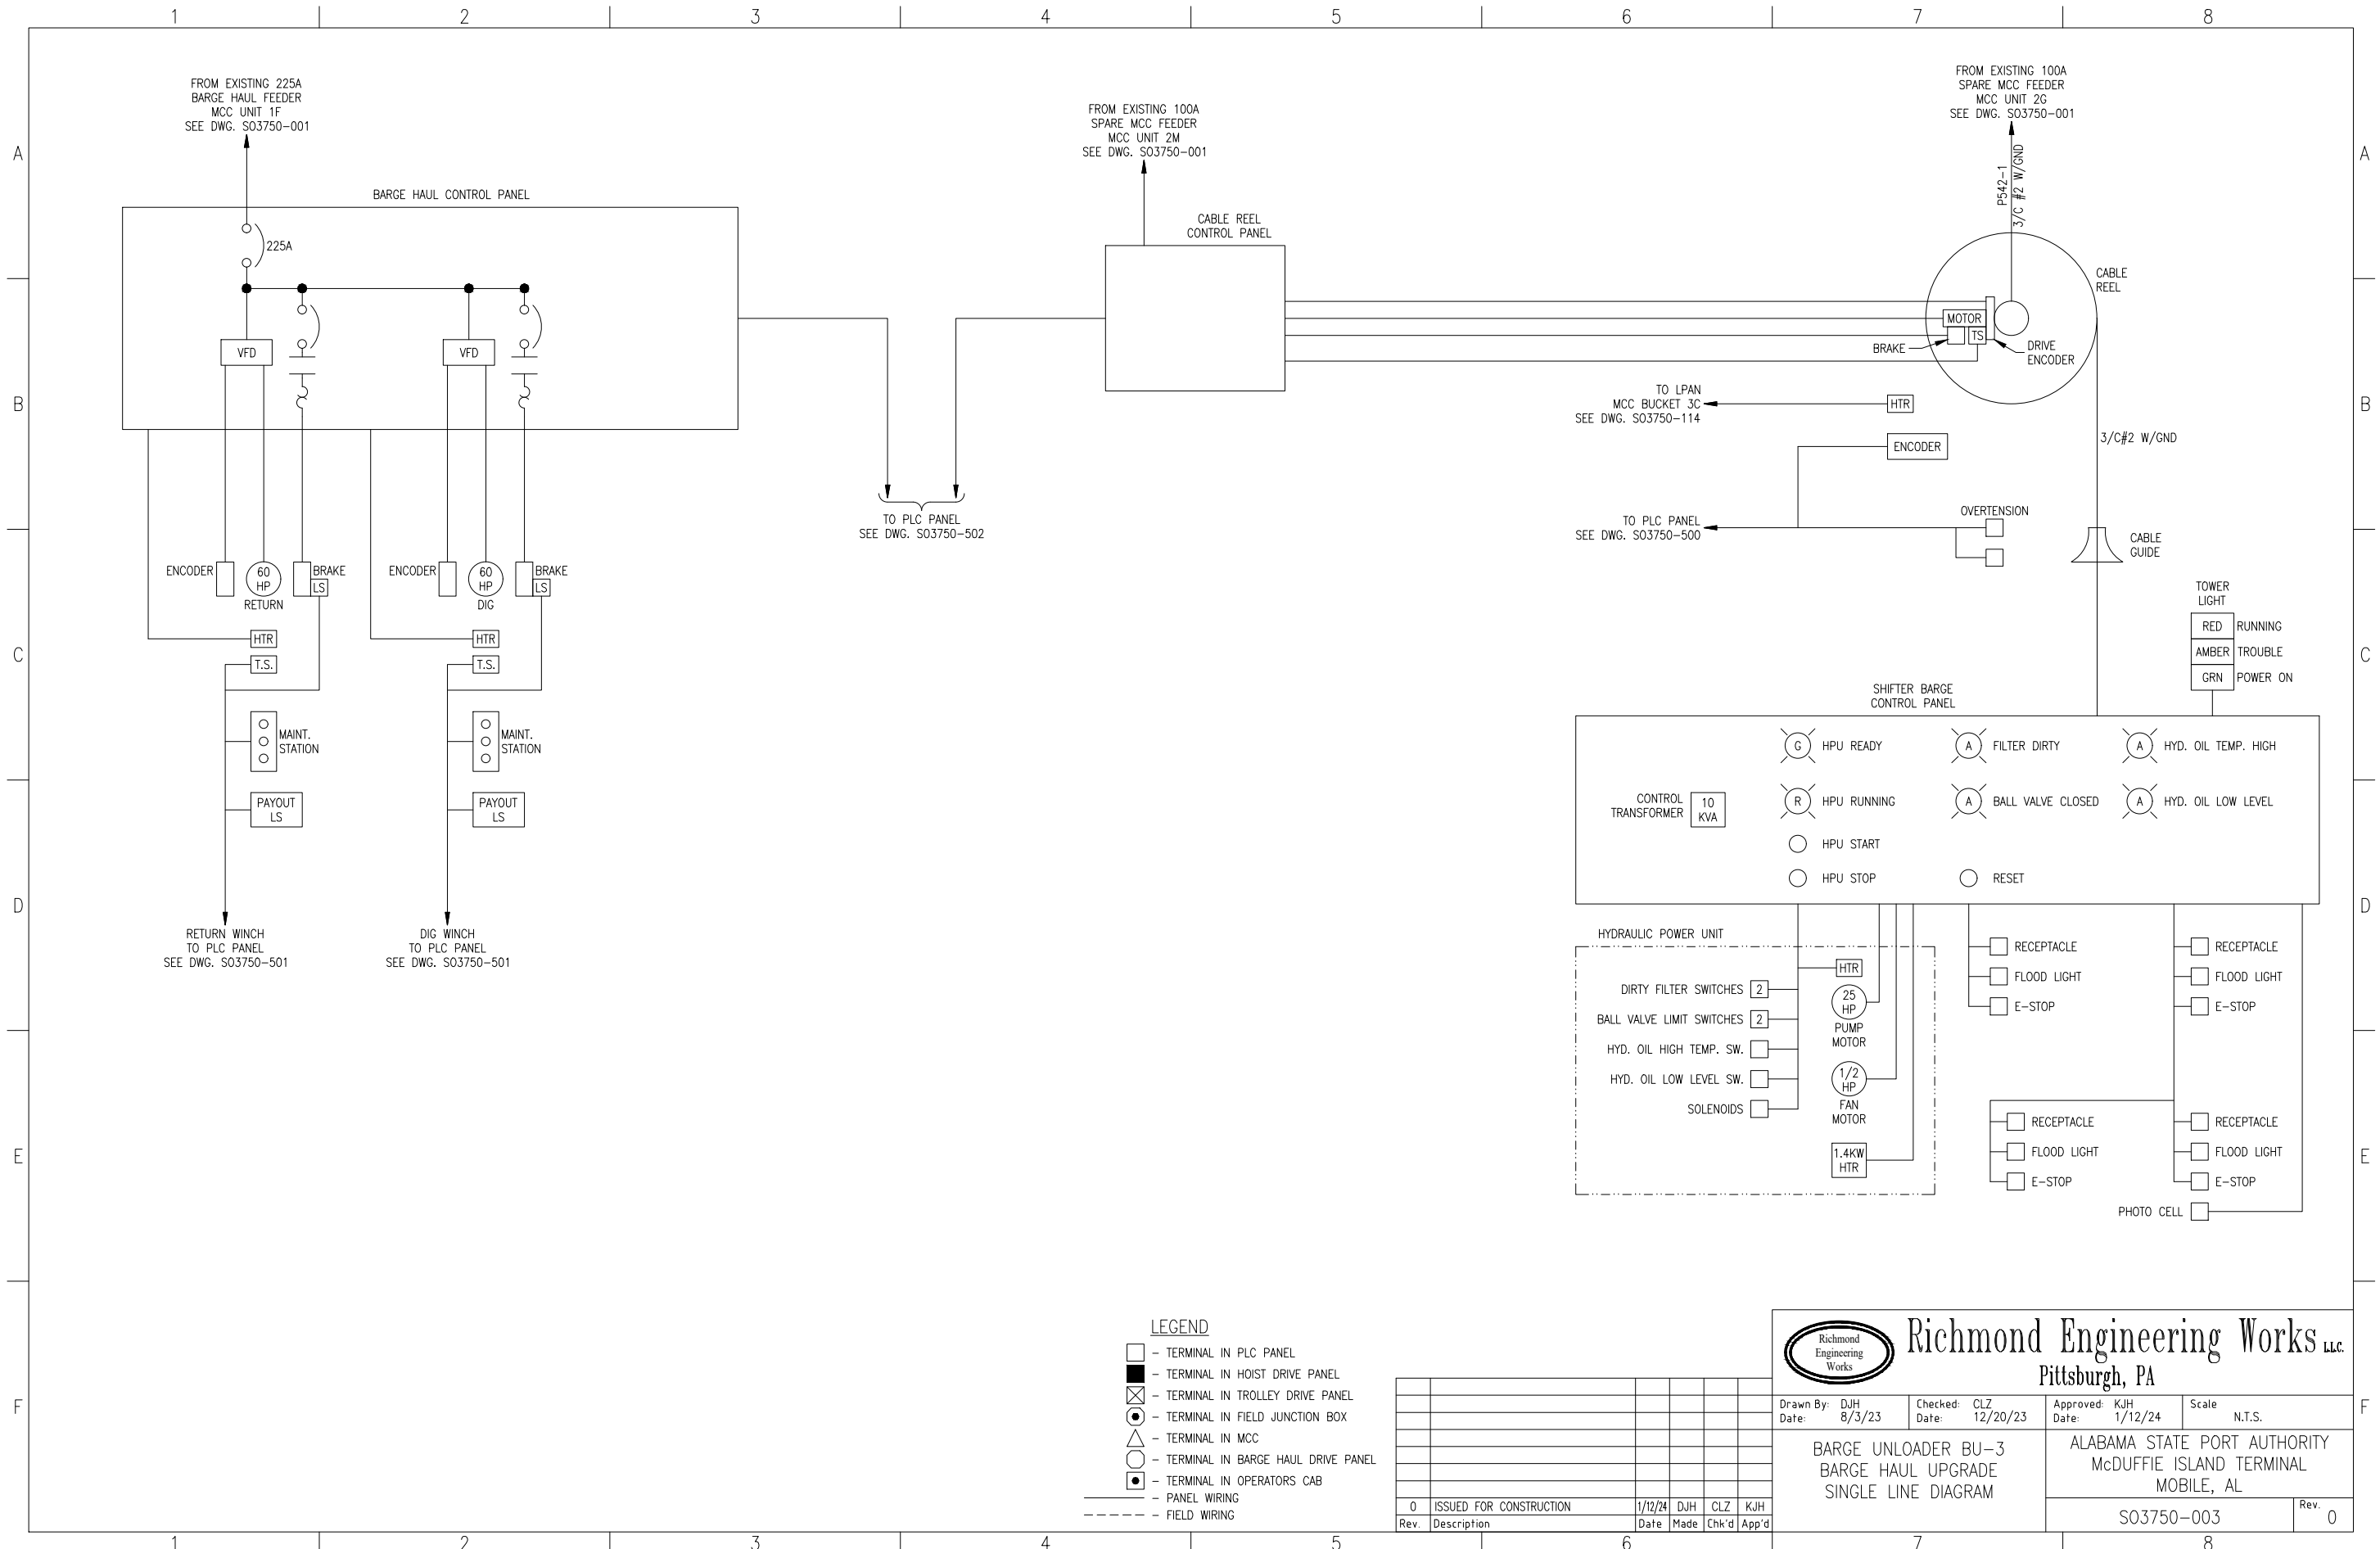 1 2 3 4 5 6 7 8
A
B
C
D
E
F
FROM EXISTING 225A
BARGE HAUL FEEDER
MCC UNIT 1F
SEE DWG. S03750-001
BARGE HAUL CONTROL PANEL
225A
VFD
VFD
ENCODER
60
HP
RETURN
BRAKE
LS
HTR
T.S.
MAINT.
STATION
PAYOUT
LS
RETURN WINCH
TO PLC PANEL
SEE DWG. S03750-501
ENCODER
60
HP
DIG
BRAKE
LS
HTR
T.S.
MAINT.
STATION
PAYOUT
LS
DIG WINCH
TO PLC PANEL
SEE DWG. S03750-501
TO PLC PANEL
SEE DWG. S03750-502
FROM EXISTING 100A
SPARE MCC FEEDER
MCC UNIT 2M
SEE DWG. S03750-001
CABLE REEL
CONTROL PANEL
FROM EXISTING 100A
SPARE MCC FEEDER
MCC UNIT 2G
SEE DWG. S03750-001
P542-1
3/C #2 W/GND
CABLE
REEL
MOTOR
TS
BRAKE
DRIVE
ENCODER
TO LPAN
MCC BUCKET 3C
SEE DWG. S03750-114
HTR
ENCODER
3/C#2 W/GND
TO PLC PANEL
SEE DWG. S03750-500
OVERTENSION
CABLE
GUIDE
TOWER
LIGHT
RED RUNNING
AMBER TROUBLE
GRN POWER ON
SHIFTER BARGE
CONTROL PANEL
G HPU READY
A FILTER DIRTY
A HYD. OIL TEMP. HIGH
CONTROL
TRANSFORMER
10
KVA
R HPU RUNNING
A BALL VALVE CLOSED
A HYD. OIL LOW LEVEL
HPU START
HPU STOP
RESET
HYDRAULIC POWER UNIT
HTR
DIRTY FILTER SWITCHES 2
BALL VALVE LIMIT SWITCHES 2
HYD. OIL HIGH TEMP. SW.
HYD. OIL LOW LEVEL SW.
SOLENOIDS
25
HP
PUMP
MOTOR
1/2
HP
FAN
MOTOR
1.4KW
HTR
RECEPTACLE
FLOOD LIGHT
E-STOP
RECEPTACLE
FLOOD LIGHT
E-STOP
RECEPTACLE
FLOOD LIGHT
E-STOP
RECEPTACLE
FLOOD LIGHT
E-STOP
PHOTO CELL
LEGEND
- TERMINAL IN PLC PANEL
- TERMINAL IN HOIST DRIVE PANEL
- TERMINAL IN TROLLEY DRIVE PANEL
- TERMINAL IN FIELD JUNCTION BOX
- TERMINAL IN MCC
- TERMINAL IN BARGE HAUL DRIVE PANEL
- TERMINAL IN OPERATORS CAB
- PANEL WIRING
- FIELD WIRING
0 ISSUED FOR CONSTRUCTION 1/12/24 DJH CLZ KJH
Rev. Description Date Made Chk'd App'd
Richmond
Engineering
Works
Richmond Engineering Works L.L.C.
Pittsburgh, PA
Drawn By: DJH
Date: 8/3/23
Checked: CLZ
Date: 12/20/23
Approved: KJH
Date: 1/12/24
Scale
N.T.S.
BARGE UNLOADER BU-3
BARGE HAUL UPGRADE
SINGLE LINE DIAGRAM
ALABAMA STATE PORT AUTHORITY
McDUFFIE ISLAND TERMINAL
MOBILE, AL
S03750-003
Rev.
0
A
B
C
D
E
F
1 2 3 4 5 6 7 8